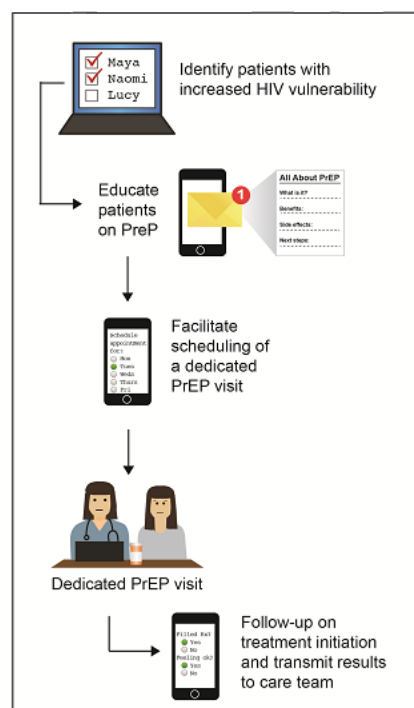 Maya
Naomi
Lucy
Identify patients with
increased HIV vulnerability
Educate
patients
on PreP
1
All About PrEP
What is it?
Benefits:
Side effects:
Next steps:
Schedule
appointment
for:
Mon
Tues
Weds
Thurs
Fri
Facilitate
scheduling of
a dedicated
PrEP visit
Dedicated PrEP visit
Filled Rx?
Yes
No
Feeling ok?
Yes
No
Follow-up on
treatment initiation
and transmit results
to care team